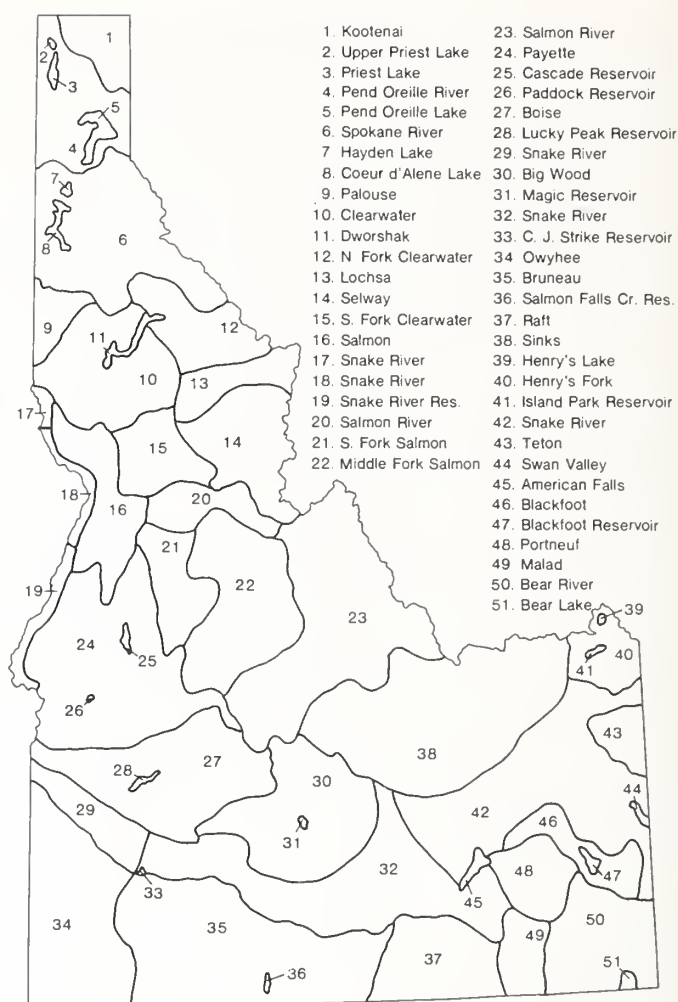 1. Kootenai
2. Upper Priest Lake
3. Priest Lake
4. Pend Oreille River
5. Pend Oreille Lake
6. Spokane River
7. Hayden Lake
8. Coeur d'Alene Lake
9. Palouse
10. Clearwater
11. Dworshak
12. N Fork Clearwater
13. Lochsa
14. Selway
15. S. Fork Clearwater
16. Salmon
17. Snake River
18. Snake River
19. Snake River Res.
20. Salmon River
21. S. Fork Salmon
22. Middle Fork Salmon
23. Salmon River
24. Payette
25. Cascade Reservoir
26. Paddock Reservoir
27. Boise
28. Lucky Peak Reservoir
29. Snake River
30. Big Wood
31. Magic Reservoir
32. Snake River
33. C. J. Strike Reservoir
34 Owyhee
35. Bruneau
36. Salmon Falls Cr. Res.
37. Raft
38. Sinks
39. Henry's Lake
40. Henry's Fork
41. Island Park Reservoir
42. Snake River
43. Teton
44 Swan Valley
45. American Falls
46. Blackfoot
47. Blackfoot Reservoir
48. Portneuf
49 Malad
50. Bear River
51. Bear Lake
1
2
3
5
4
7
6
8
9
11
12
10
13
17
15
14
18
16
20
21
22
19
23
39
24
25
41
40
26
43
38
27
28
30
44
29
42
46
31
32
48
47
33
45
34
35
50
49
37
51
36